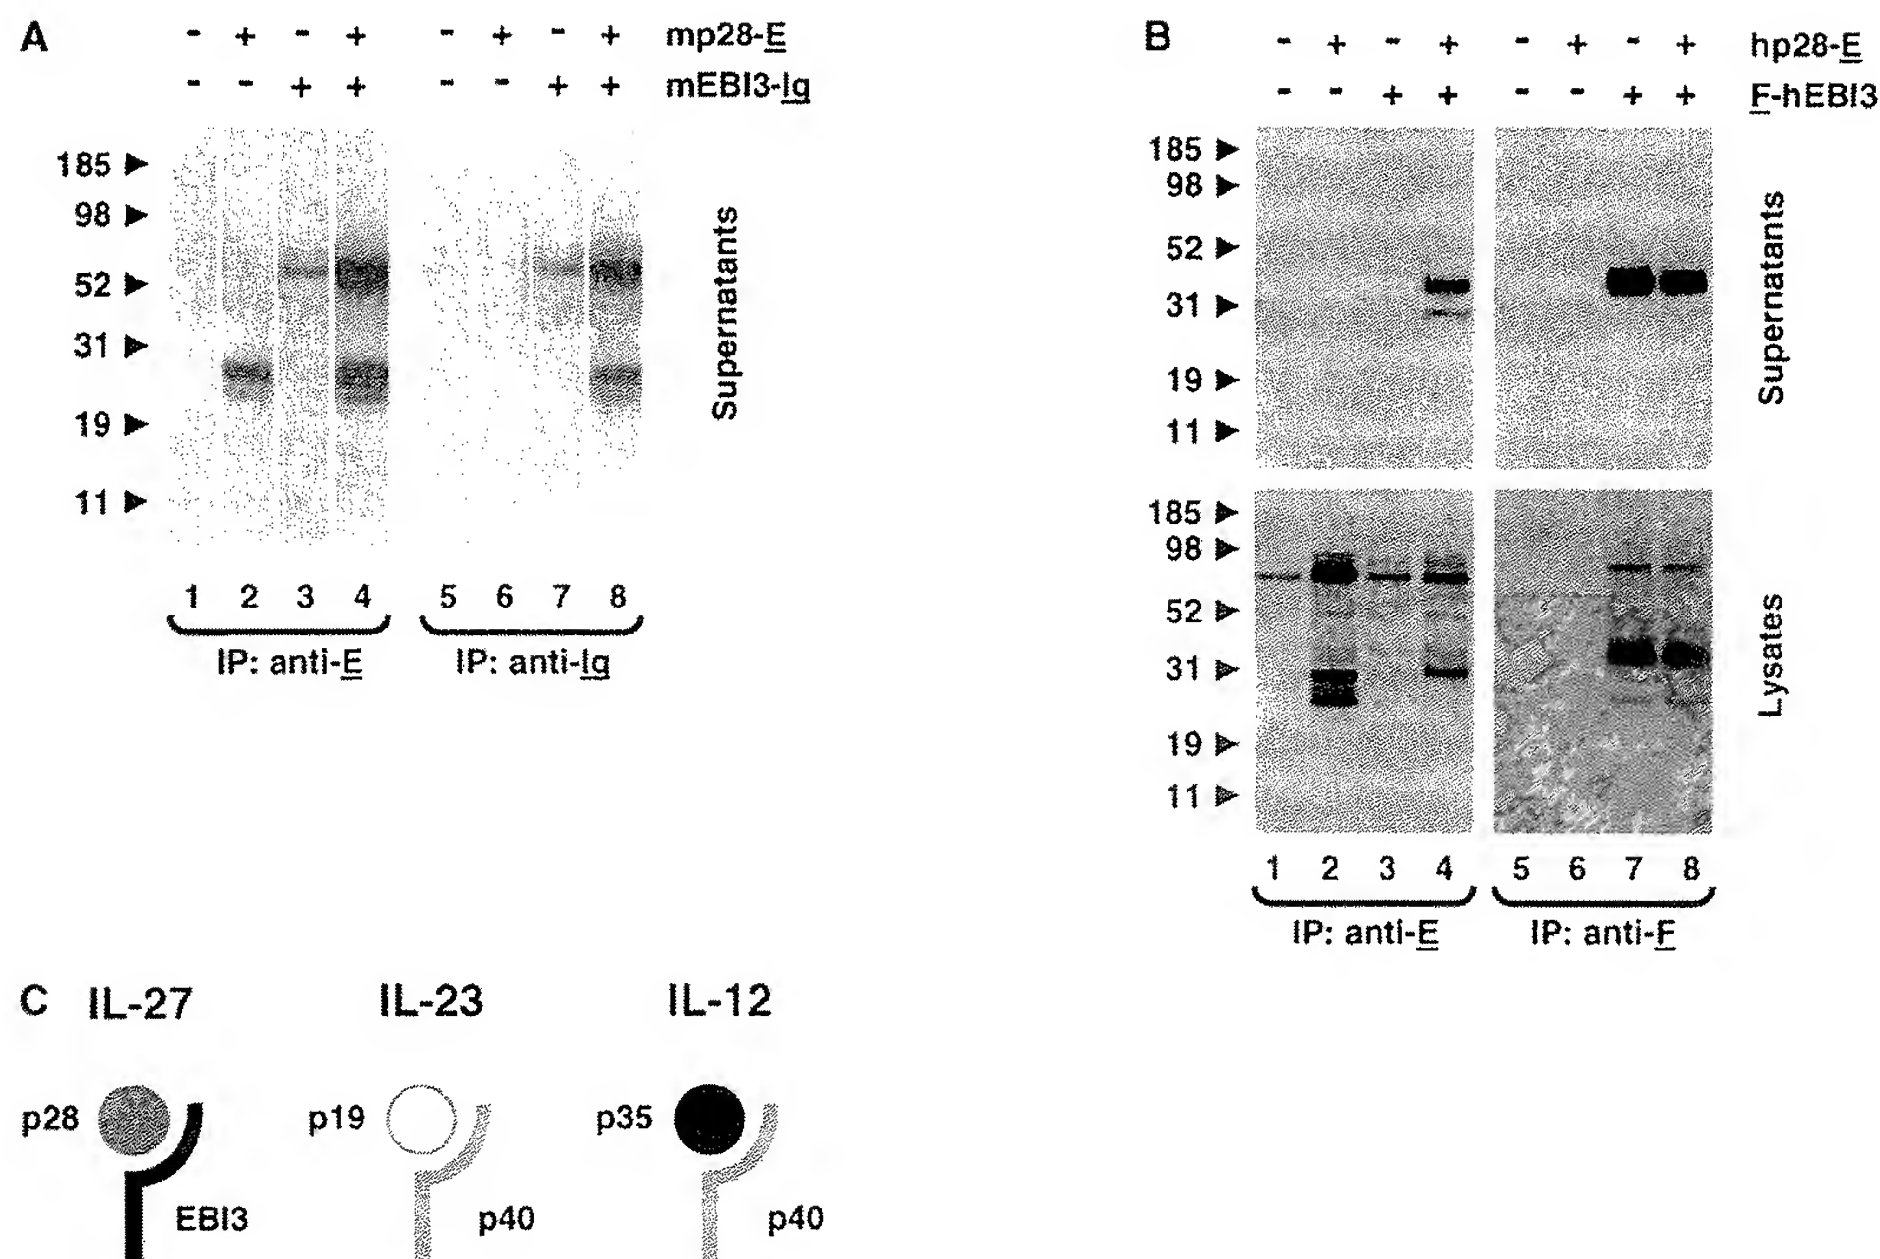 A
- + - + - + - + mp28-E
- - + + - - + + mEBI3-Ig
185
98
52
31
19
11
Supernatants
1 2 3 4 5 6 7 8
IP: anti-E IP: anti-Ig
B
- + - + - + - + hp28-E
- - + + - - + + F-hEBI3
185
98
52
31
19
11
Supernatants
185
98
52
31
19
11
Lysates
1 2 3 4 5 6 7 8
IP: anti-E IP: anti-F
C IL-27 IL-23 IL-12
p28 p19 p35
EBI3 p40 p40